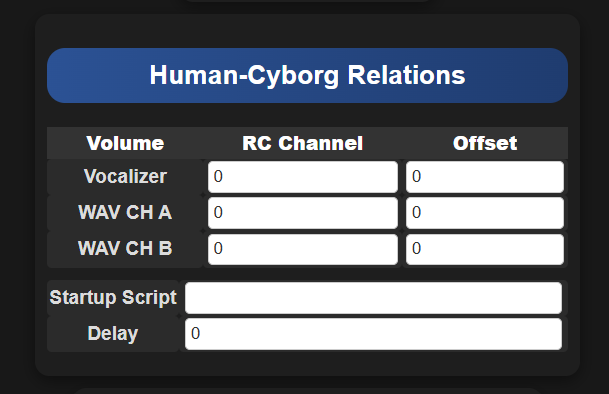 Human-Cyborg Relations
Volume RC Channel Offset
Vocalizer 0 0
WAV CH A 0 0
WAV CH B 0 0
Startup Script
Delay 0